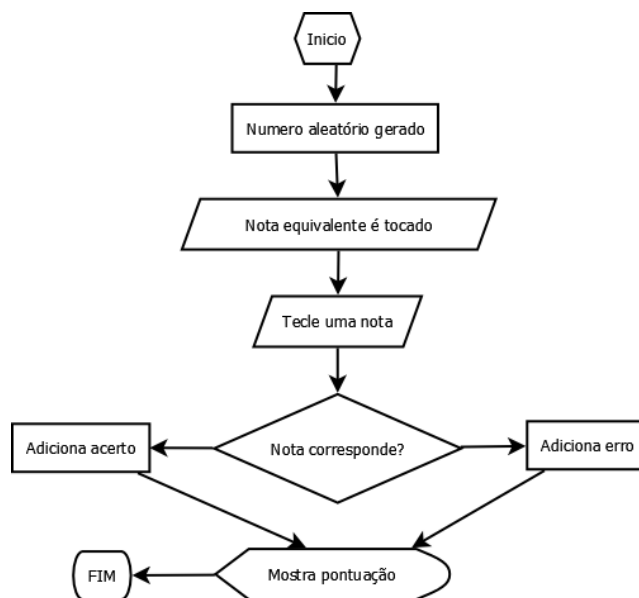 Inicio
Numero aleatório gerado
Nota equivalente é tocado
Tecle uma nota
Nota corresponde?
Adiciona acerto
Adiciona erro
Mostra pontuação
FIM